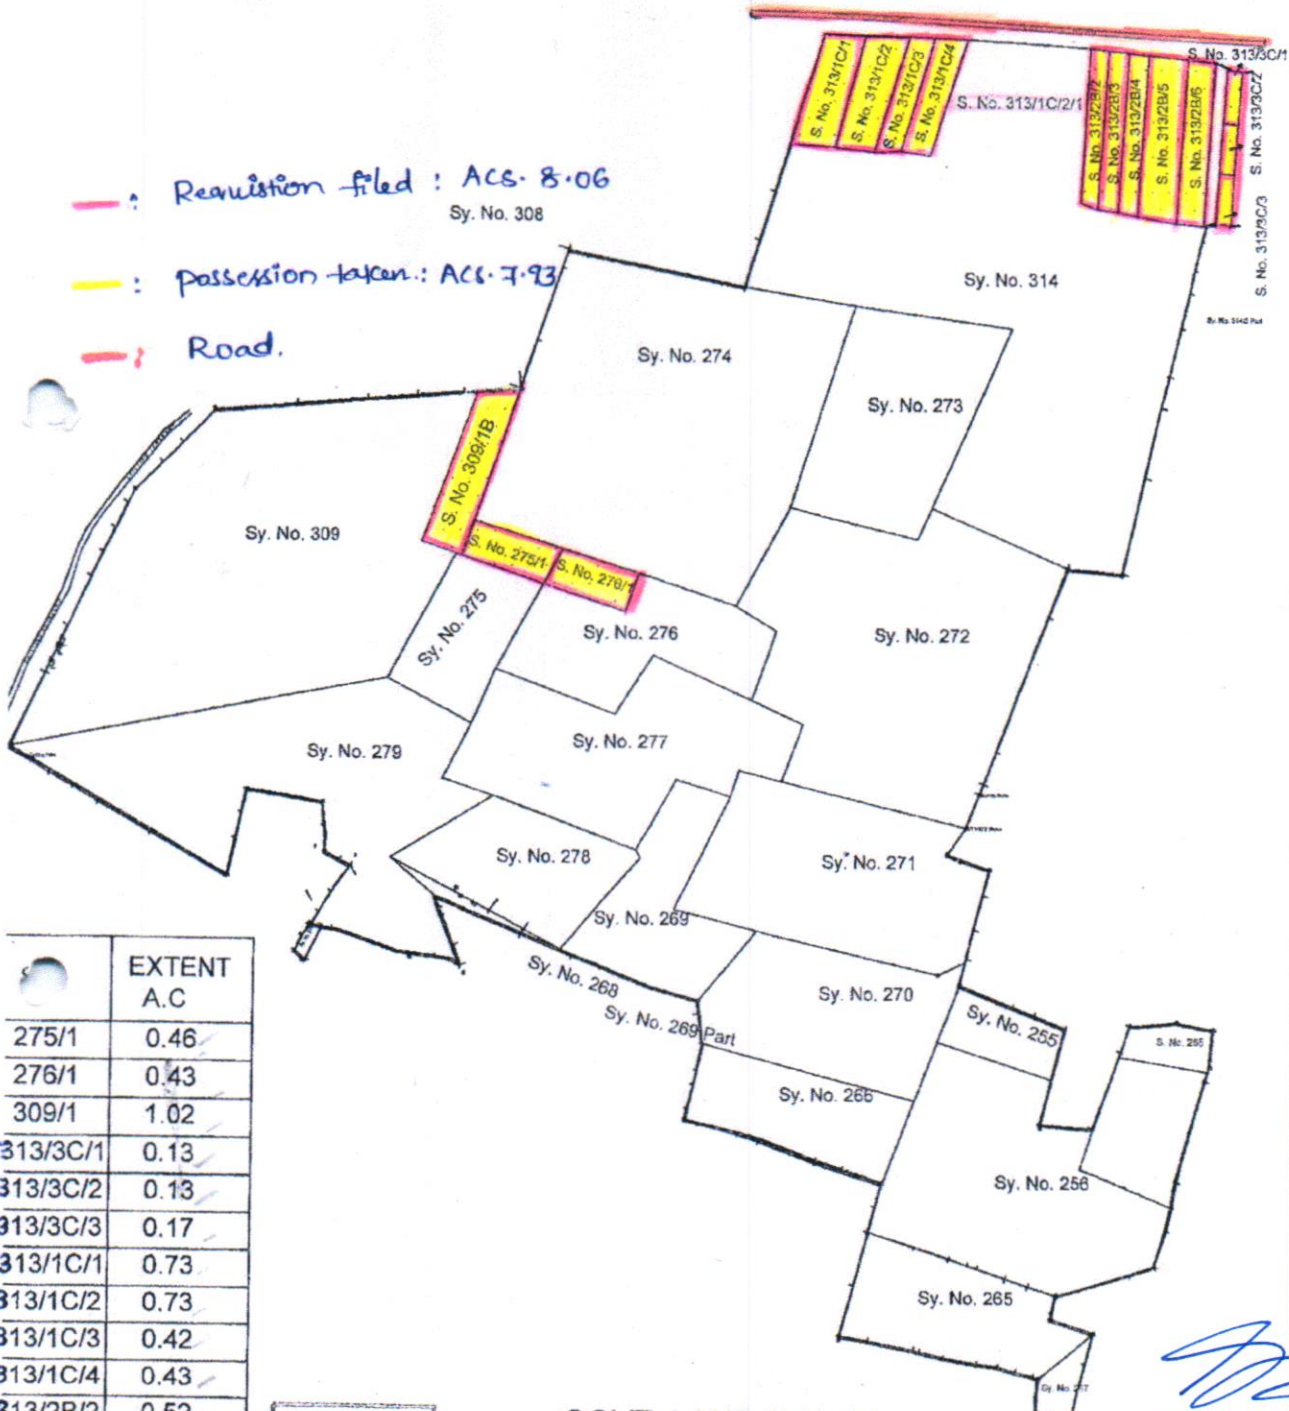 S. No. 313/3C/1
S. No. 313/1C/1
S. No. 313/1C/2
S. No. 313/1C/3
S. No. 313/1C/4
S. No. 313/1C/2/1
S. No. 313/2B/2
S. No. 313/2B/3
S. No. 313/2B/4
S. No. 313/2B/5
S. No. 313/2B/6
S. No. 313/3C/2
S. No. 313/3C/3
: Requistion filed : ACS. 8.06
Sy. No. 308
: possession taken : ACS. 7.93
: Road.
Sy. No. 314
Sy. No. 274
Sy. No. 273
S. No. 309/1B
Sy. No. 309
S. No. 275/1
S. No. 276/1
Sy. No. 275
Sy. No. 276
Sy. No. 272
Sy. No. 277
Sy. No. 279
Sy. No. 278
Sy. No. 271
Sy. No. 269
Sy. No. 268
Sy. No. 270
Sy. No. 269 Part
Sy. No. 255
S. No. 255
Sy. No. 266
Sy. No. 256
Sy. No. 265
EXTENT
A.C
275/1 0.46
276/1 0.43
309/1 1.02
313/3C/1 0.13
313/3C/2 0.13
313/3C/3 0.17
313/1C/1 0.73
313/1C/2 0.73
313/1C/3 0.42
313/1C/4 0.43
313/2B/2 0.52